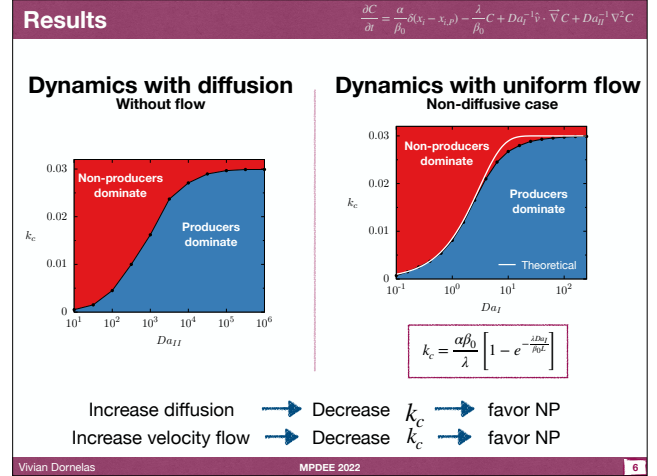 Results
∂C/∂t = α/β₀ δ(xᵢ − xᵢ,P) − λ/β₀ C + Da_I⁻¹ v̂ · ∇⃗ C + Da_II⁻¹ ∇² C
Dynamics with diffusion
Without flow
0.03
0.02
0.01
0
k_c
Non-producers
dominate
Producers
dominate
10¹ 10² 10³ 10⁴ 10⁵ 10⁶
Da_II
Dynamics with uniform flow
Non-diffusive case
0.03
0.02
0.01
0
k_c
Non-producers
dominate
Producers
dominate
Theoretical
10⁻¹ 10⁰ 10¹ 10²
Da_I
k_c = αβ₀/λ [1 − e^(−λDa_I/β₀L)]
Increase diffusion Decrease k_c favor NP
Increase velocity flow Decrease k_c favor NP
Vivian Dornelas MPDEE 2022 6